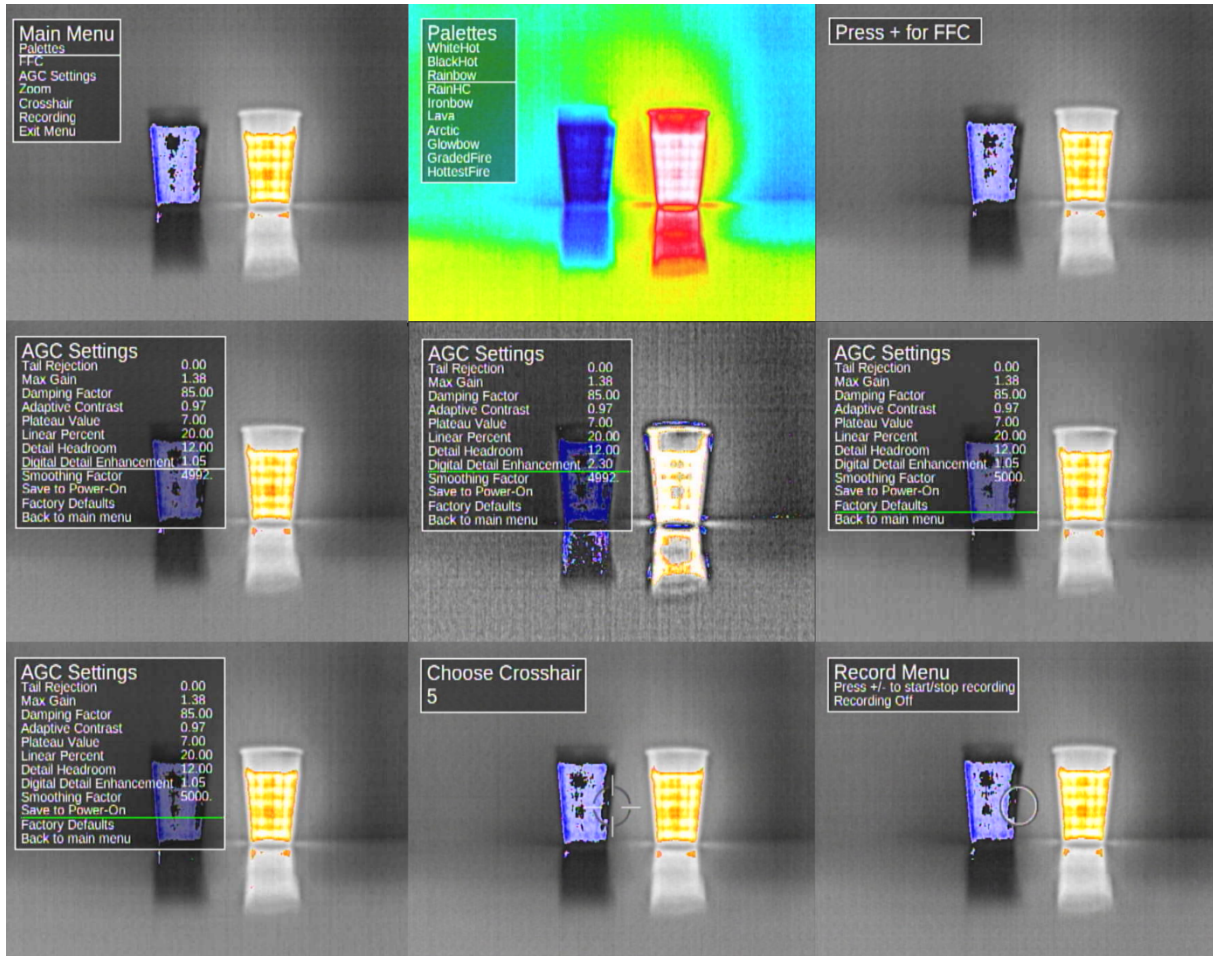 Main Menu
Palettes
FFC
AGC Settings
Zoom
Crosshair
Recording
Exit Menu
Palettes
WhiteHot
BlackHot
Rainbow
RainHC
Ironbow
Lava
Arctic
Glowbow
GradedFire
HottestFire
Press + for FFC
AGC Settings
Tail Rejection 0.00
Max Gain 1.38
Damping Factor 85.00
Adaptive Contrast 0.97
Plateau Value 7.00
Linear Percent 20.00
Detail Headroom 12.00
Digital Detail Enhancement 1.05
Smoothing Factor 4992.
Save to Power-On
Factory Defaults
Back to main menu
AGC Settings
Tail Rejection 0.00
Max Gain 1.38
Damping Factor 85.00
Adaptive Contrast 0.97
Plateau Value 7.00
Linear Percent 20.00
Detail Headroom 12.00
Digital Detail Enhancement 2.30
Smoothing Factor 4992.
Save to Power-On
Factory Defaults
Back to main menu
AGC Settings
Tail Rejection 0.00
Max Gain 1.38
Damping Factor 85.00
Adaptive Contrast 0.97
Plateau Value 7.00
Linear Percent 20.00
Detail Headroom 12.00
Digital Detail Enhancement 1.05
Smoothing Factor 5000.
Save to Power-On
Factory Defaults
Back to main menu
AGC Settings
Tail Rejection 0.00
Max Gain 1.38
Damping Factor 85.00
Adaptive Contrast 0.97
Plateau Value 7.00
Linear Percent 20.00
Detail Headroom 12.00
Digital Detail Enhancement 1.05
Smoothing Factor 5000.
Save to Power-On
Factory Defaults
Back to main menu
Choose Crosshair
5
Record Menu
Press +/- to start/stop recording
Recording Off